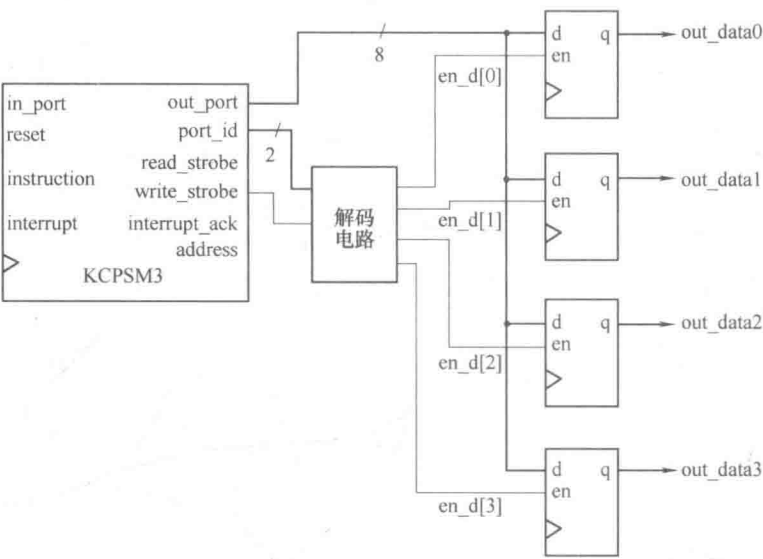 in_port
reset
instruction
interrupt
out_port
port_id
read_strobe
write_strobe
interrupt_ack
address
KCPSM3
8
2
解码
电路
en_d[0]
en_d[1]
en_d[2]
en_d[3]
d q
en
out_data0
d q
en
out_data1
d q
en
out_data2
d q
en
out_data3